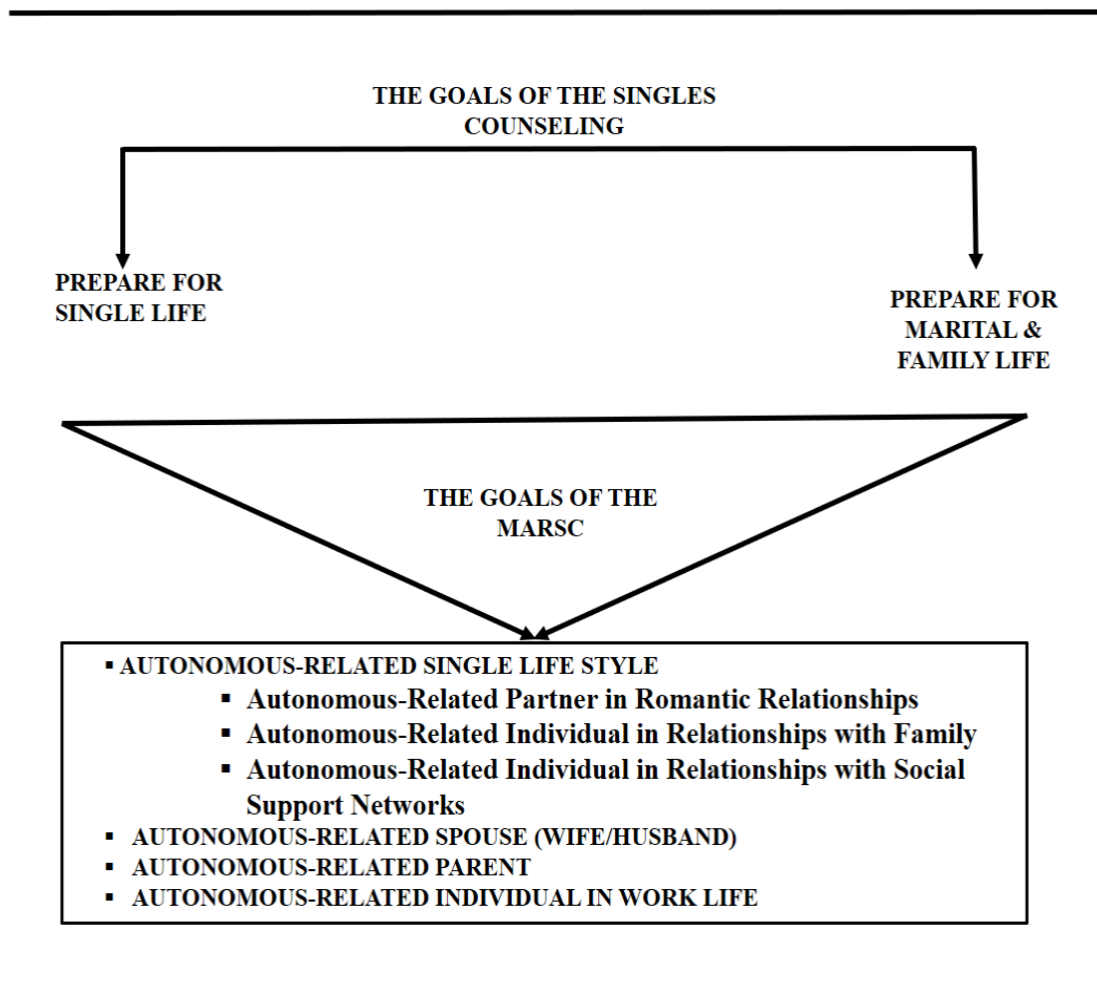 THE GOALS OF THE SINGLES
COUNSELING
PREPARE FOR
SINGLE LIFE
PREPARE FOR
MARITAL &
FAMILY LIFE
THE GOALS OF THE
MARSC
▪ AUTONOMOUS-RELATED SINGLE LIFE STYLE
▪ Autonomous-Related Partner in Romantic Relationships
▪ Autonomous-Related Individual in Relationships with Family
▪ Autonomous-Related Individual in Relationships with Social
Support Networks
▪ AUTONOMOUS-RELATED SPOUSE (WIFE/HUSBAND)
▪ AUTONOMOUS-RELATED PARENT
▪ AUTONOMOUS-RELATED INDIVIDUAL IN WORK LIFE